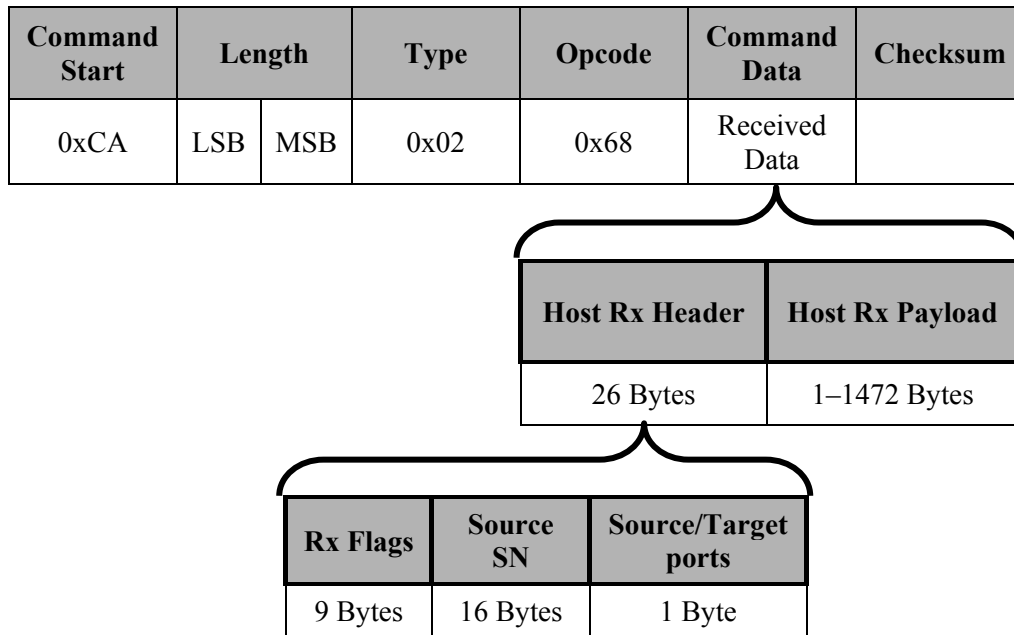 Command Start Length Type Opcode Command Data Checksum
0xCA LSB MSB 0x02 0x68 Received Data
Host Rx Header Host Rx Payload
26 Bytes 1–1472 Bytes
Rx Flags Source SN Source/Target ports
9 Bytes 16 Bytes 1 Byte